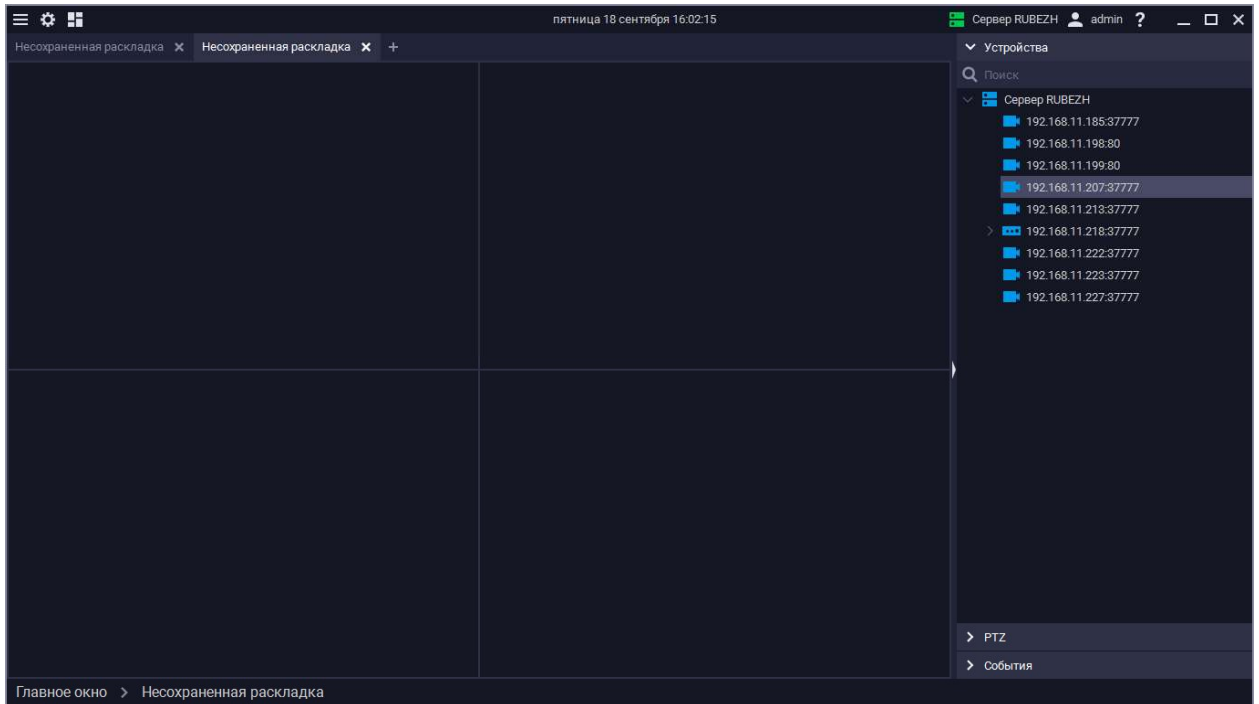 пятница 18 сентября 16:02:15
Сервер RUBEZH admin ?
Несохраненная раскладка
Несохраненная раскладка
Устройства
Поиск
Сервер RUBEZH
192.168.11.185:37777
192.168.11.198:80
192.168.11.199:80
192.168.11.207:37777
192.168.11.213:37777
192.168.11.218:37777
192.168.11.222:37777
192.168.11.223:37777
192.168.11.227:37777
PTZ
События
Главное окно > Несохраненная раскладка